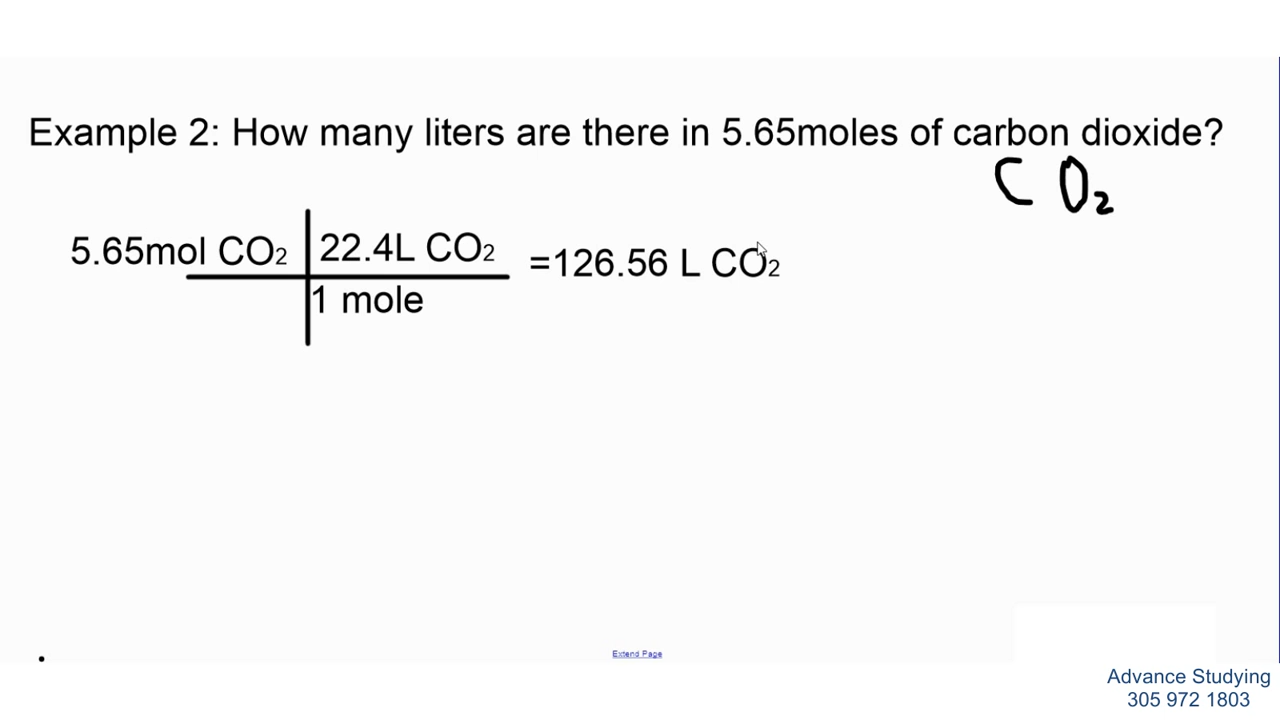 Example 2: How many liters are there in 5.65moles of carbon dioxide?
CO₂
5.65mol CO₂ 22.4L CO₂ =126.56 L CO₂
1 mole
Extend Page
Advance Studying
305 972 1803